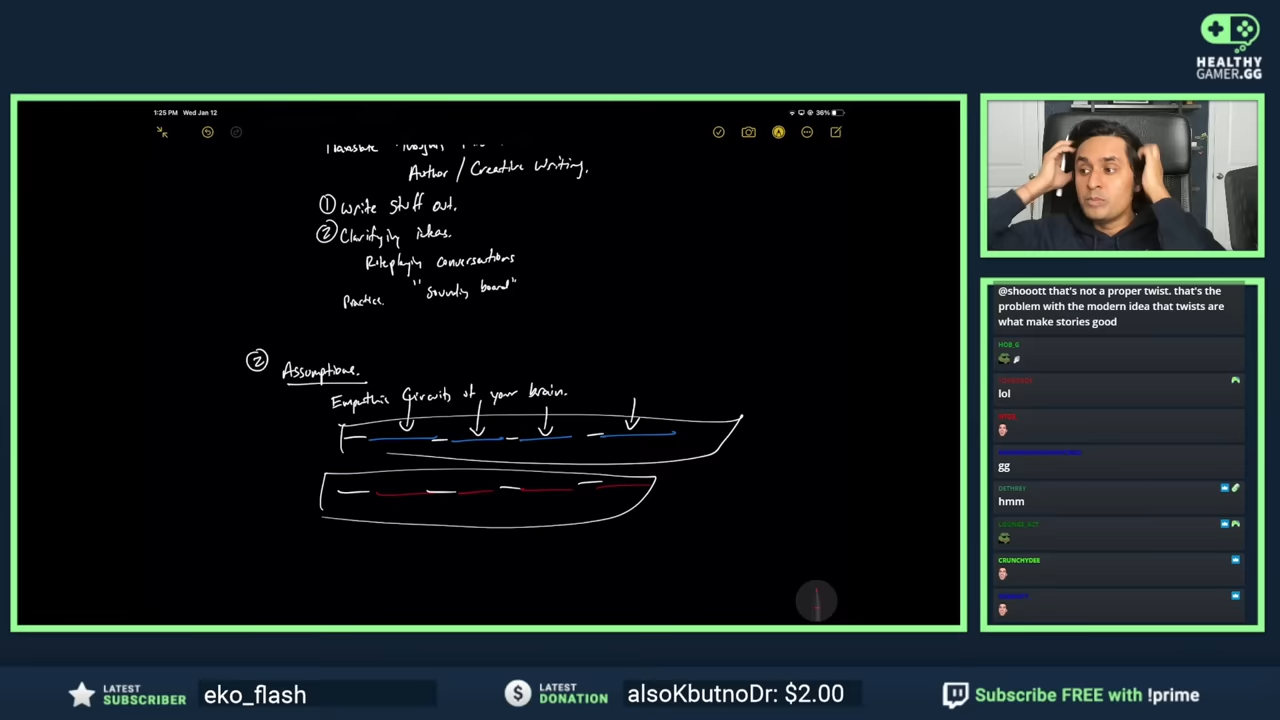 HEALTHY
GAMER.GG
1:25 PM Wed Jan 12
36%
Author / Creative Writing.
① Write stuff out.
② Clarifying ideas.
Roleplaying conversations
Practice. "sounding board"
② Assumptions.
Empathic Circuits of your brain.
@shooott that's not a proper twist. that's the
problem with the modern idea that twists are
what make stories good
HOB_G
lol
gg
DETHREY
hmm
CRUNCHYDEE
LATEST
SUBSCRIBER
eko_flash
LATEST
DONATION
alsoKbutnoDr: $2.00
Subscribe FREE with !prime